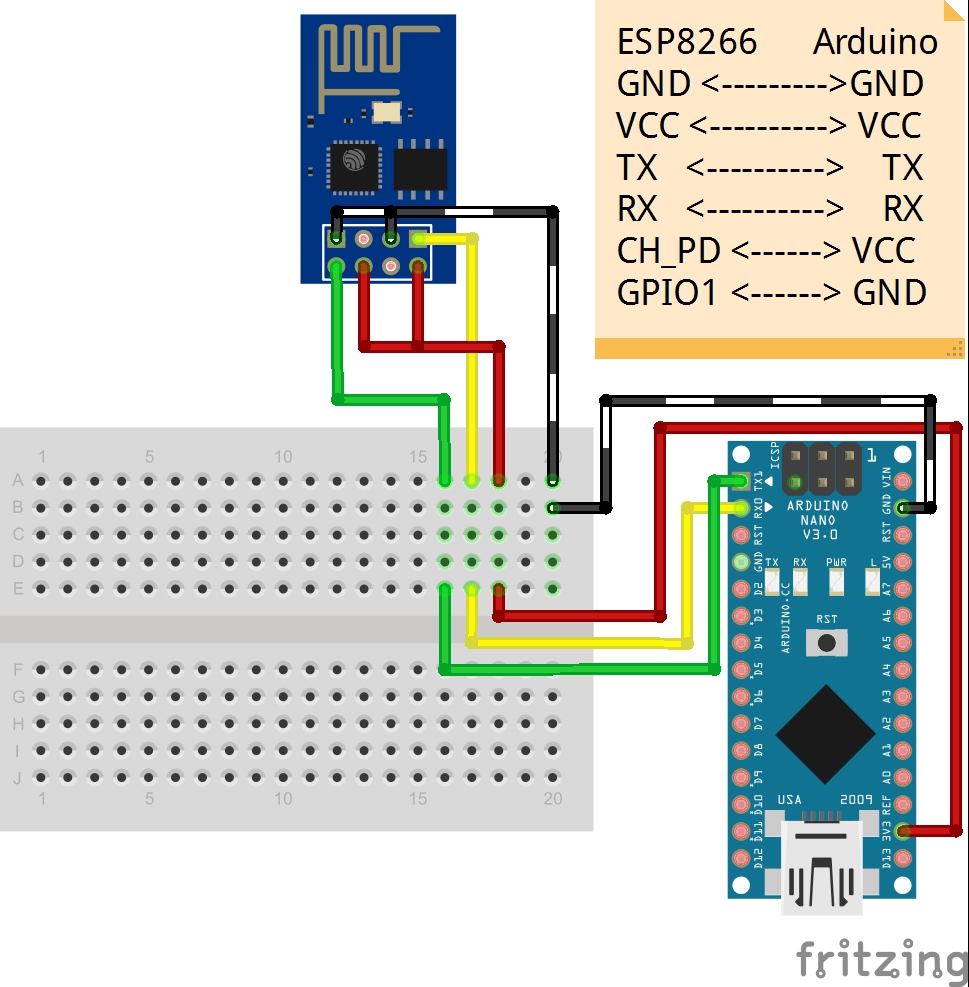 ESP8266 Arduino
GND <--------->GND
VCC <----------> VCC
TX <----------> TX
RX <----------> RX
CH_PD <-------> VCC
GPIO1 <------> GND
1 5 10 15 20
A
B
C
D
E
F
G
H
I
J
1 5 10 15 20
ICSP
1
TX1
RX0
RST
GND
D2
D3
D4
D5
D6
D7
D8
D9
D10
D11
D12
ARDUINO
NANO
V3.0
TX RX PWR L
ARDUINO.CC
RST
USA 2009
VIN
GND
RST
5V
A7
A6
A5
A4
A3
A2
A1
A0
REF
3V3
D13
fritzing